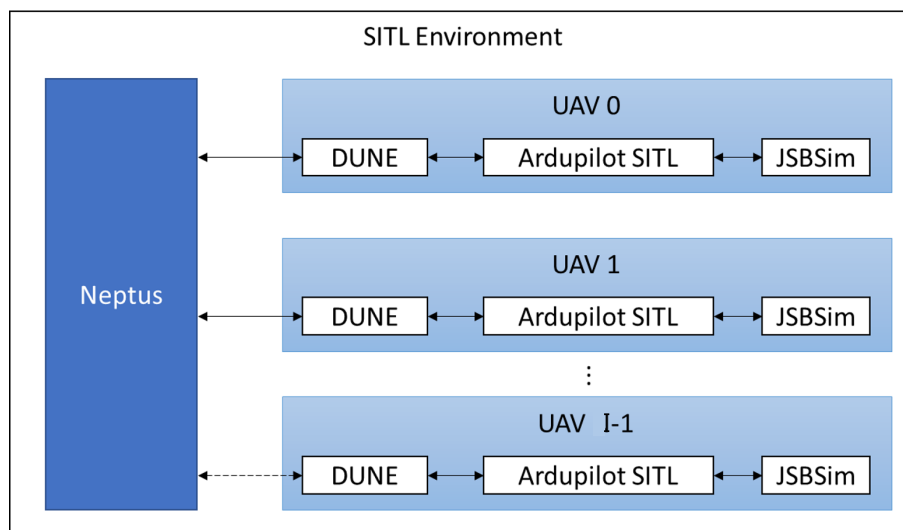 SITL Environment
Neptus
UAV 0
DUNE
Ardupilot SITL
JSBSim
UAV 1
DUNE
Ardupilot SITL
JSBSim
⋮
UAV I-1
DUNE
Ardupilot SITL
JSBSim